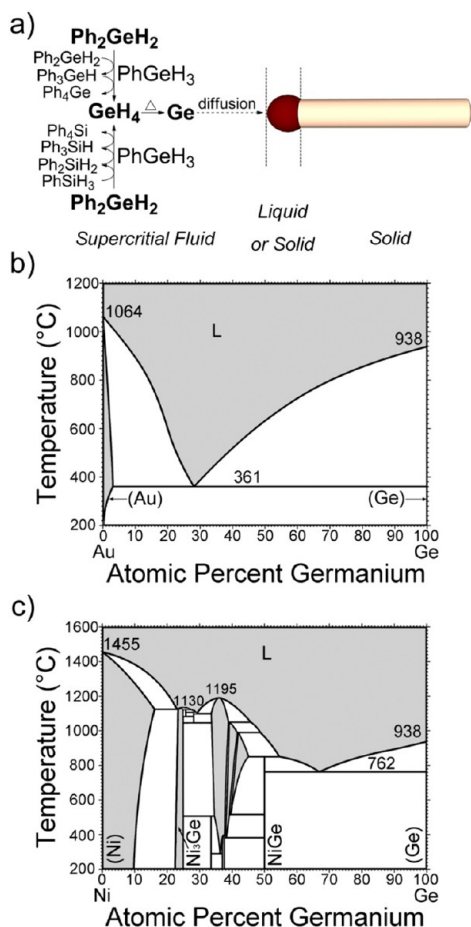 a)
Ph₂GeH₂
Ph₂GeH₂
Ph₃GeH
PhGeH₃
Ph₄Ge
GeH₄ △ Ge diffusion
Ph₄Si
Ph₃SiH
PhGeH₃
Ph₂SiH₂
PhSiH₃
Ph₂GeH₂
Liquid
or Solid
Supercritial Fluid
Solid
b)
1200
1064
L
938
1000
800
600
400
361
(Au)
(Ge)
200
0 10 20 30 40 50 60 70 80 90 100
Au
Ge
Temperature (°C)
Atomic Percent Germanium
c)
1600
1455
L
1400
1195
1200
1130
1000
938
800
762
600
400
200
(Ni)
Ni₃Ge
NiGe
(Ge)
0 10 20 30 40 50 60 70 80 90 100
Ni
Ge
Temperature (°C)
Atomic Percent Germanium